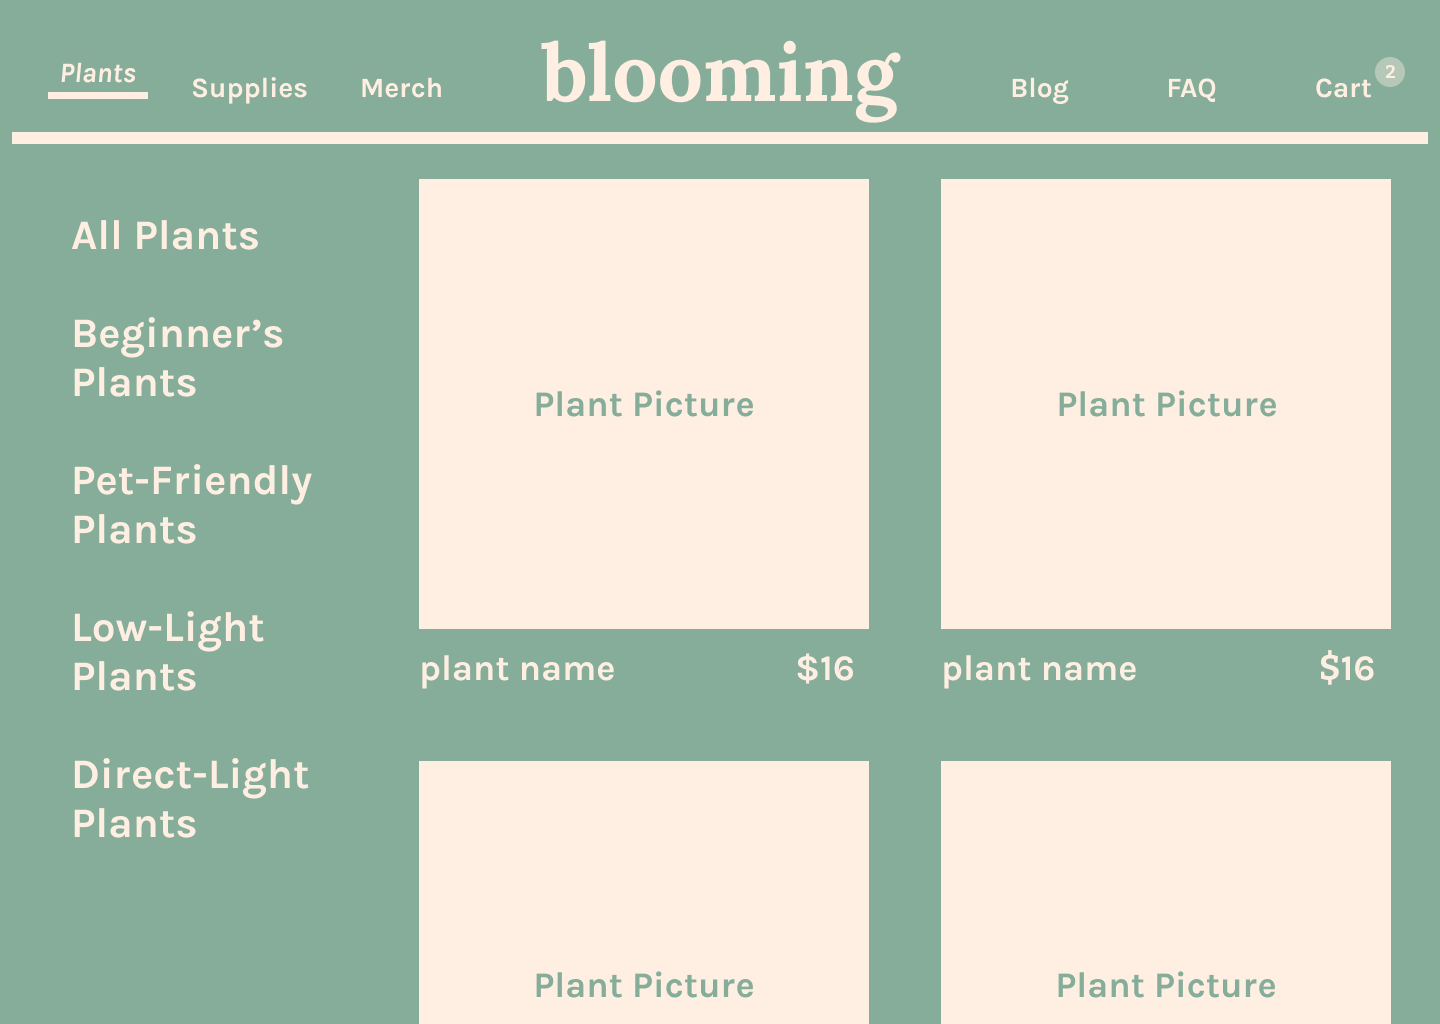 Plants
Supplies
Merch
blooming
Blog
FAQ
Cart
2
All Plants
Beginner’s
Plants
Pet-Friendly
Plants
Low-Light
Plants
Direct-Light
Plants
Plant Picture
Plant Picture
plant name $16
plant name $16
Plant Picture
Plant Picture